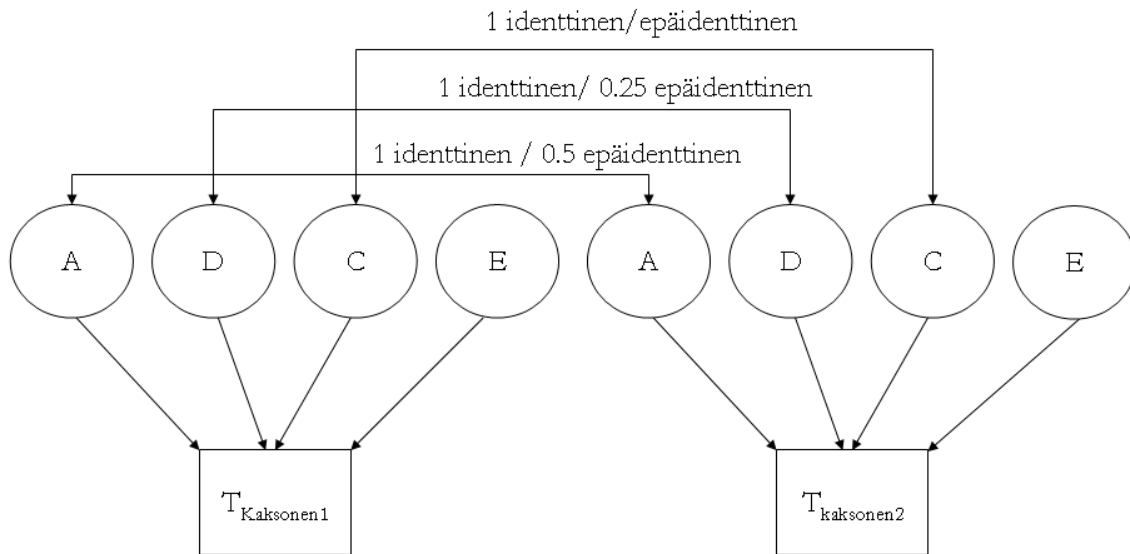 1 identtinen/epäidenttinen
1 identtinen/ 0.25 epäidenttinen
1 identtinen / 0.5 epäidenttinen
A D C E A D C E
TKaksonen1 Tkaksonen2